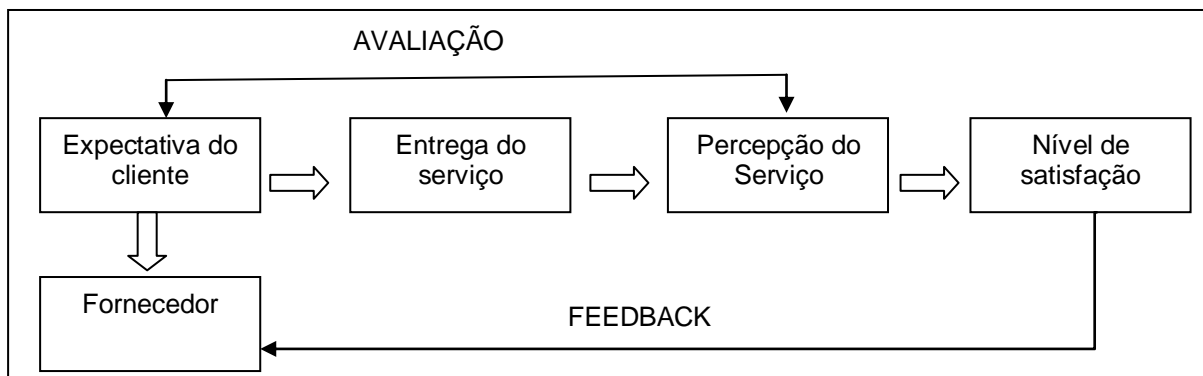 AVALIAÇÃO
Expectativa do
cliente
Entrega do
serviço
Percepção do
Serviço
Nível de
satisfação
Fornecedor
FEEDBACK